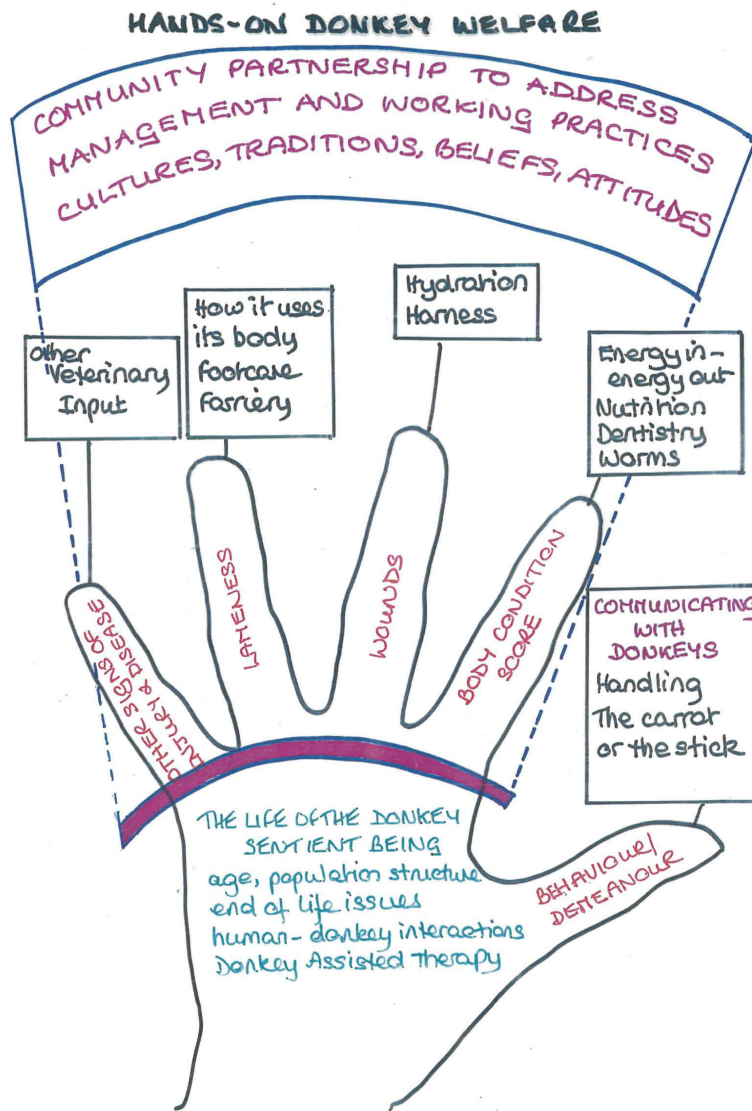 HANDS-ON DONKEY WELFARE
COMMUNITY PARTNERSHIP TO ADDRESS
MANAGEMENT AND WORKING PRACTICES
CULTURES, TRADITIONS, BELIEFS, ATTITUDES
Other
Veterinary
Input
How it uses
its body
Footcare
Farriery
Hydration
Harness
Energy in-
energy out
Nutrition
Dentistry
Worms
OTHER SIGNS OF
INJURY & DISEASE
LAMENESS
WOUNDS
BODY CONDITION
SCORE
COMMUNICATING
WITH
DONKEYS
Handling
The carrot
or the stick
BEHAVIOUR/
DEMEANOUR
THE LIFE OF THE DONKEY
SENTIENT BEING
age, population structure
end of life issues
human-donkey interactions
Donkey Assisted Therapy